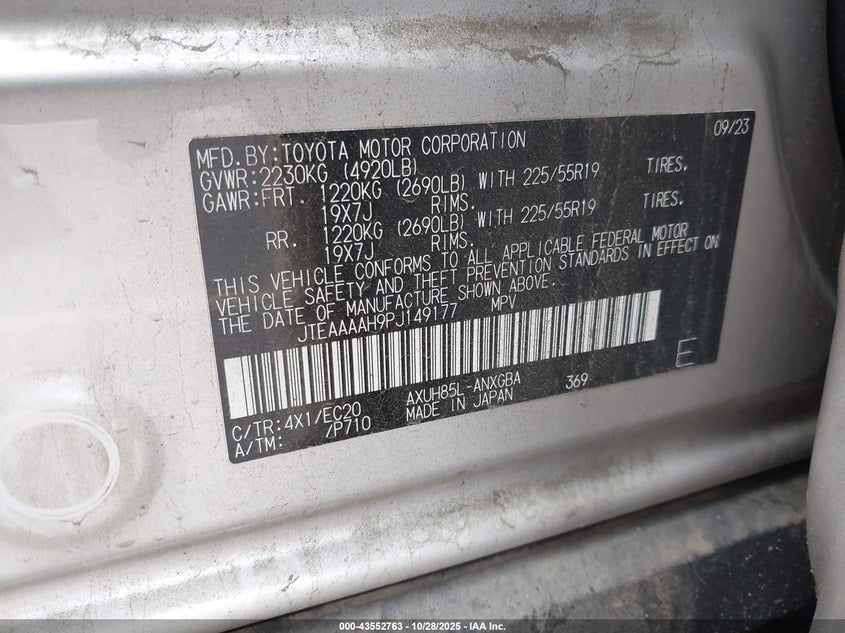 09/23
MFD.BY:TOYOTA MOTOR CORPORATION
GVWR:2230KG (4920LB)
GAWR:FRT. 1220KG (2690LB) WITH 225/55R19 TIRES.
19X7J RIMS.
RR. 1220KG (2690LB) WITH 225/55R19 TIRES.
19X7J RIMS.
THIS VEHICLE CONFORMS TO ALL APPLICABLE FEDERAL MOTOR
VEHICLE SAFETY AND THEFT PREVENTION STANDARDS IN EFFECT ON
THE DATE OF MANUFACTURE SHOWN ABOVE.
JTEAAAAH9PJ149177 MPV
E
AXUH85L-ANXGBA 369
C/TR:4X1/EC20 MADE IN JAPAN
A/TM: /P710
000-43552763 | 10/28/2025 - IAA Inc.